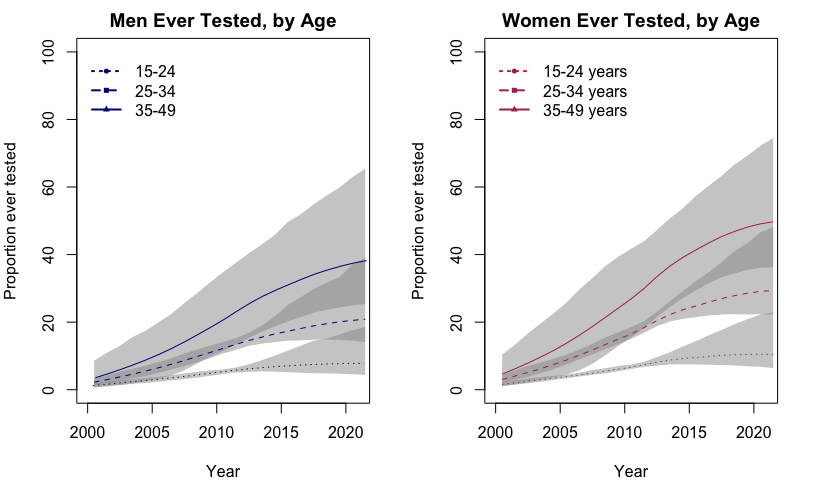 Men Ever Tested, by Age
Proportion ever tested
100
80
60
40
20
0
15-24
25-34
35-49
2000 2005 2010 2015 2020
Year
Women Ever Tested, by Age
Proportion ever tested
100
80
60
40
20
0
15-24 years
25-34 years
35-49 years
2000 2005 2010 2015 2020
Year